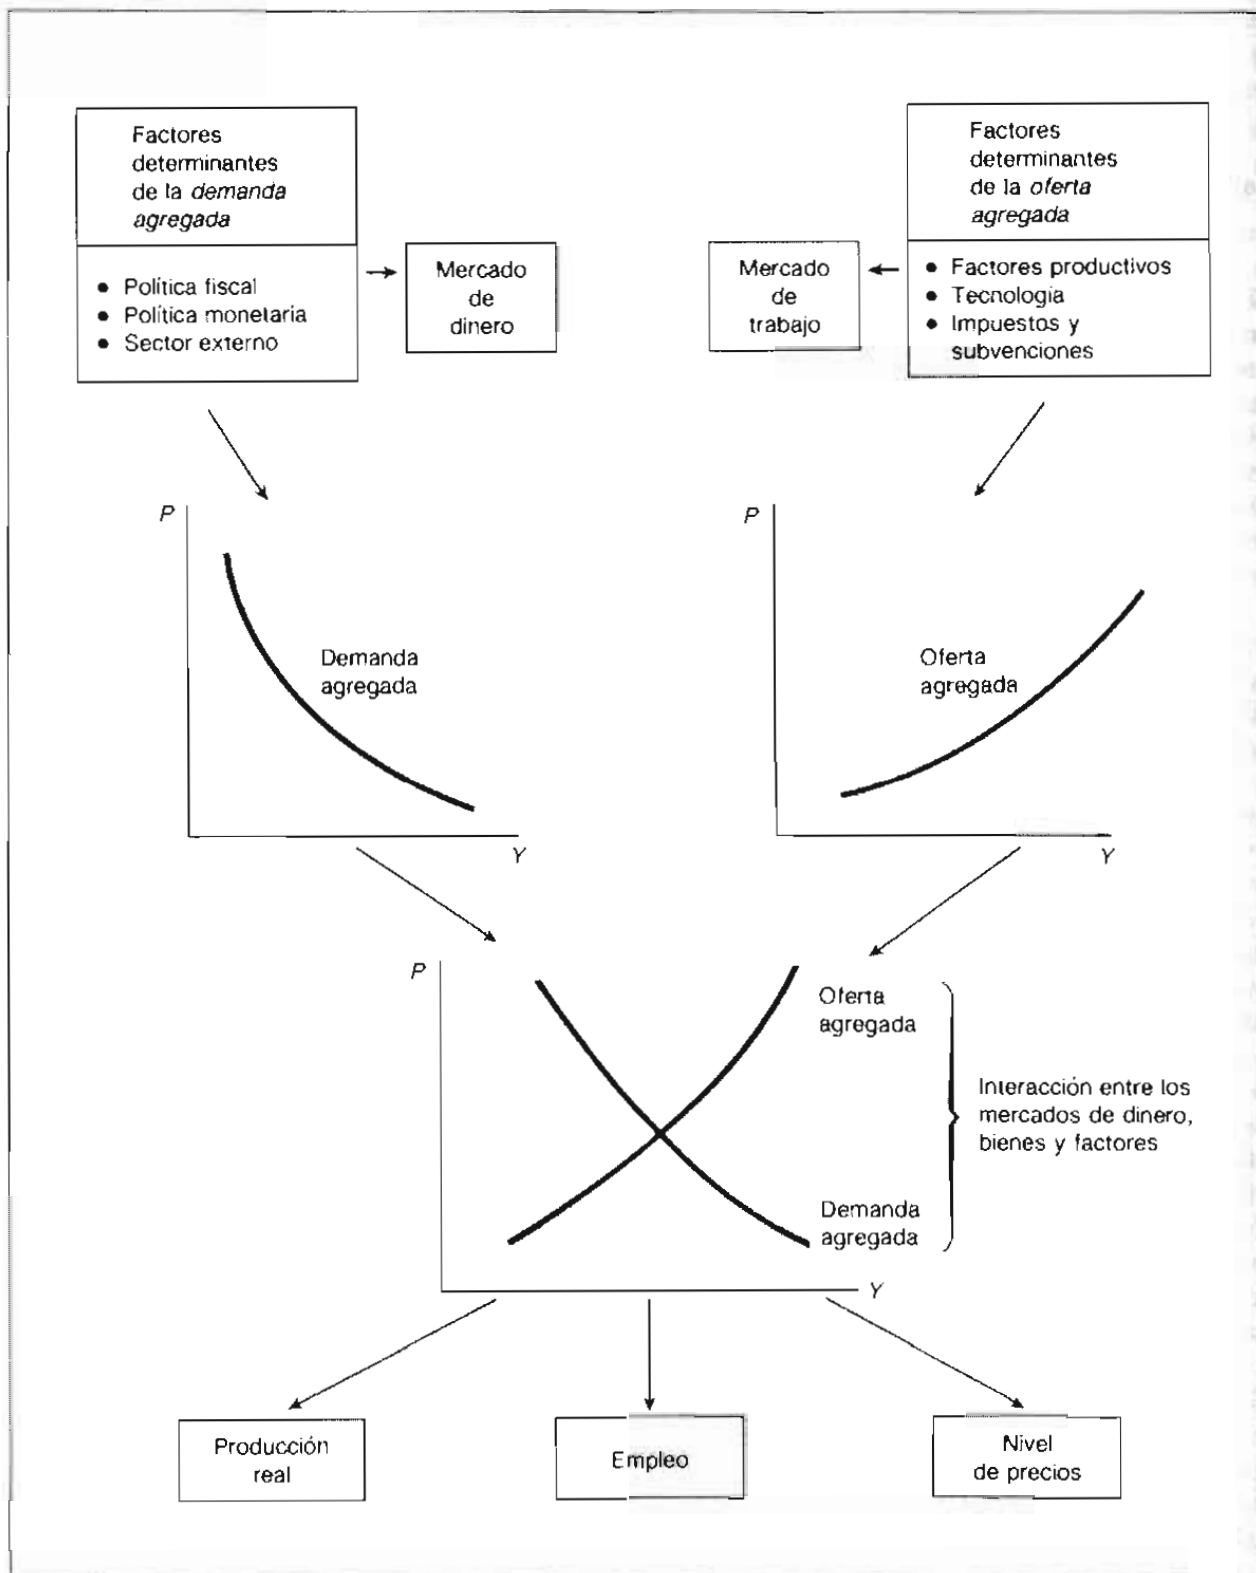 Factores
determinantes
de la demanda
agregada
• Política fiscal
• Política monetaria
• Sector externo
Mercado
de
dinero
Mercado
de
trabajo
Factores
determinantes
de la oferta
agregada
• Factores productivos
• Tecnología
• Impuestos y
subvenciones
P
Demanda
agregada
Y
P
Oferta
agregada
Y
P
Oferta
agregada
Interacción entre los
mercados de dinero,
bienes y factores
Demanda
agregada
Y
Producción
real
Empleo
Nivel
de precios